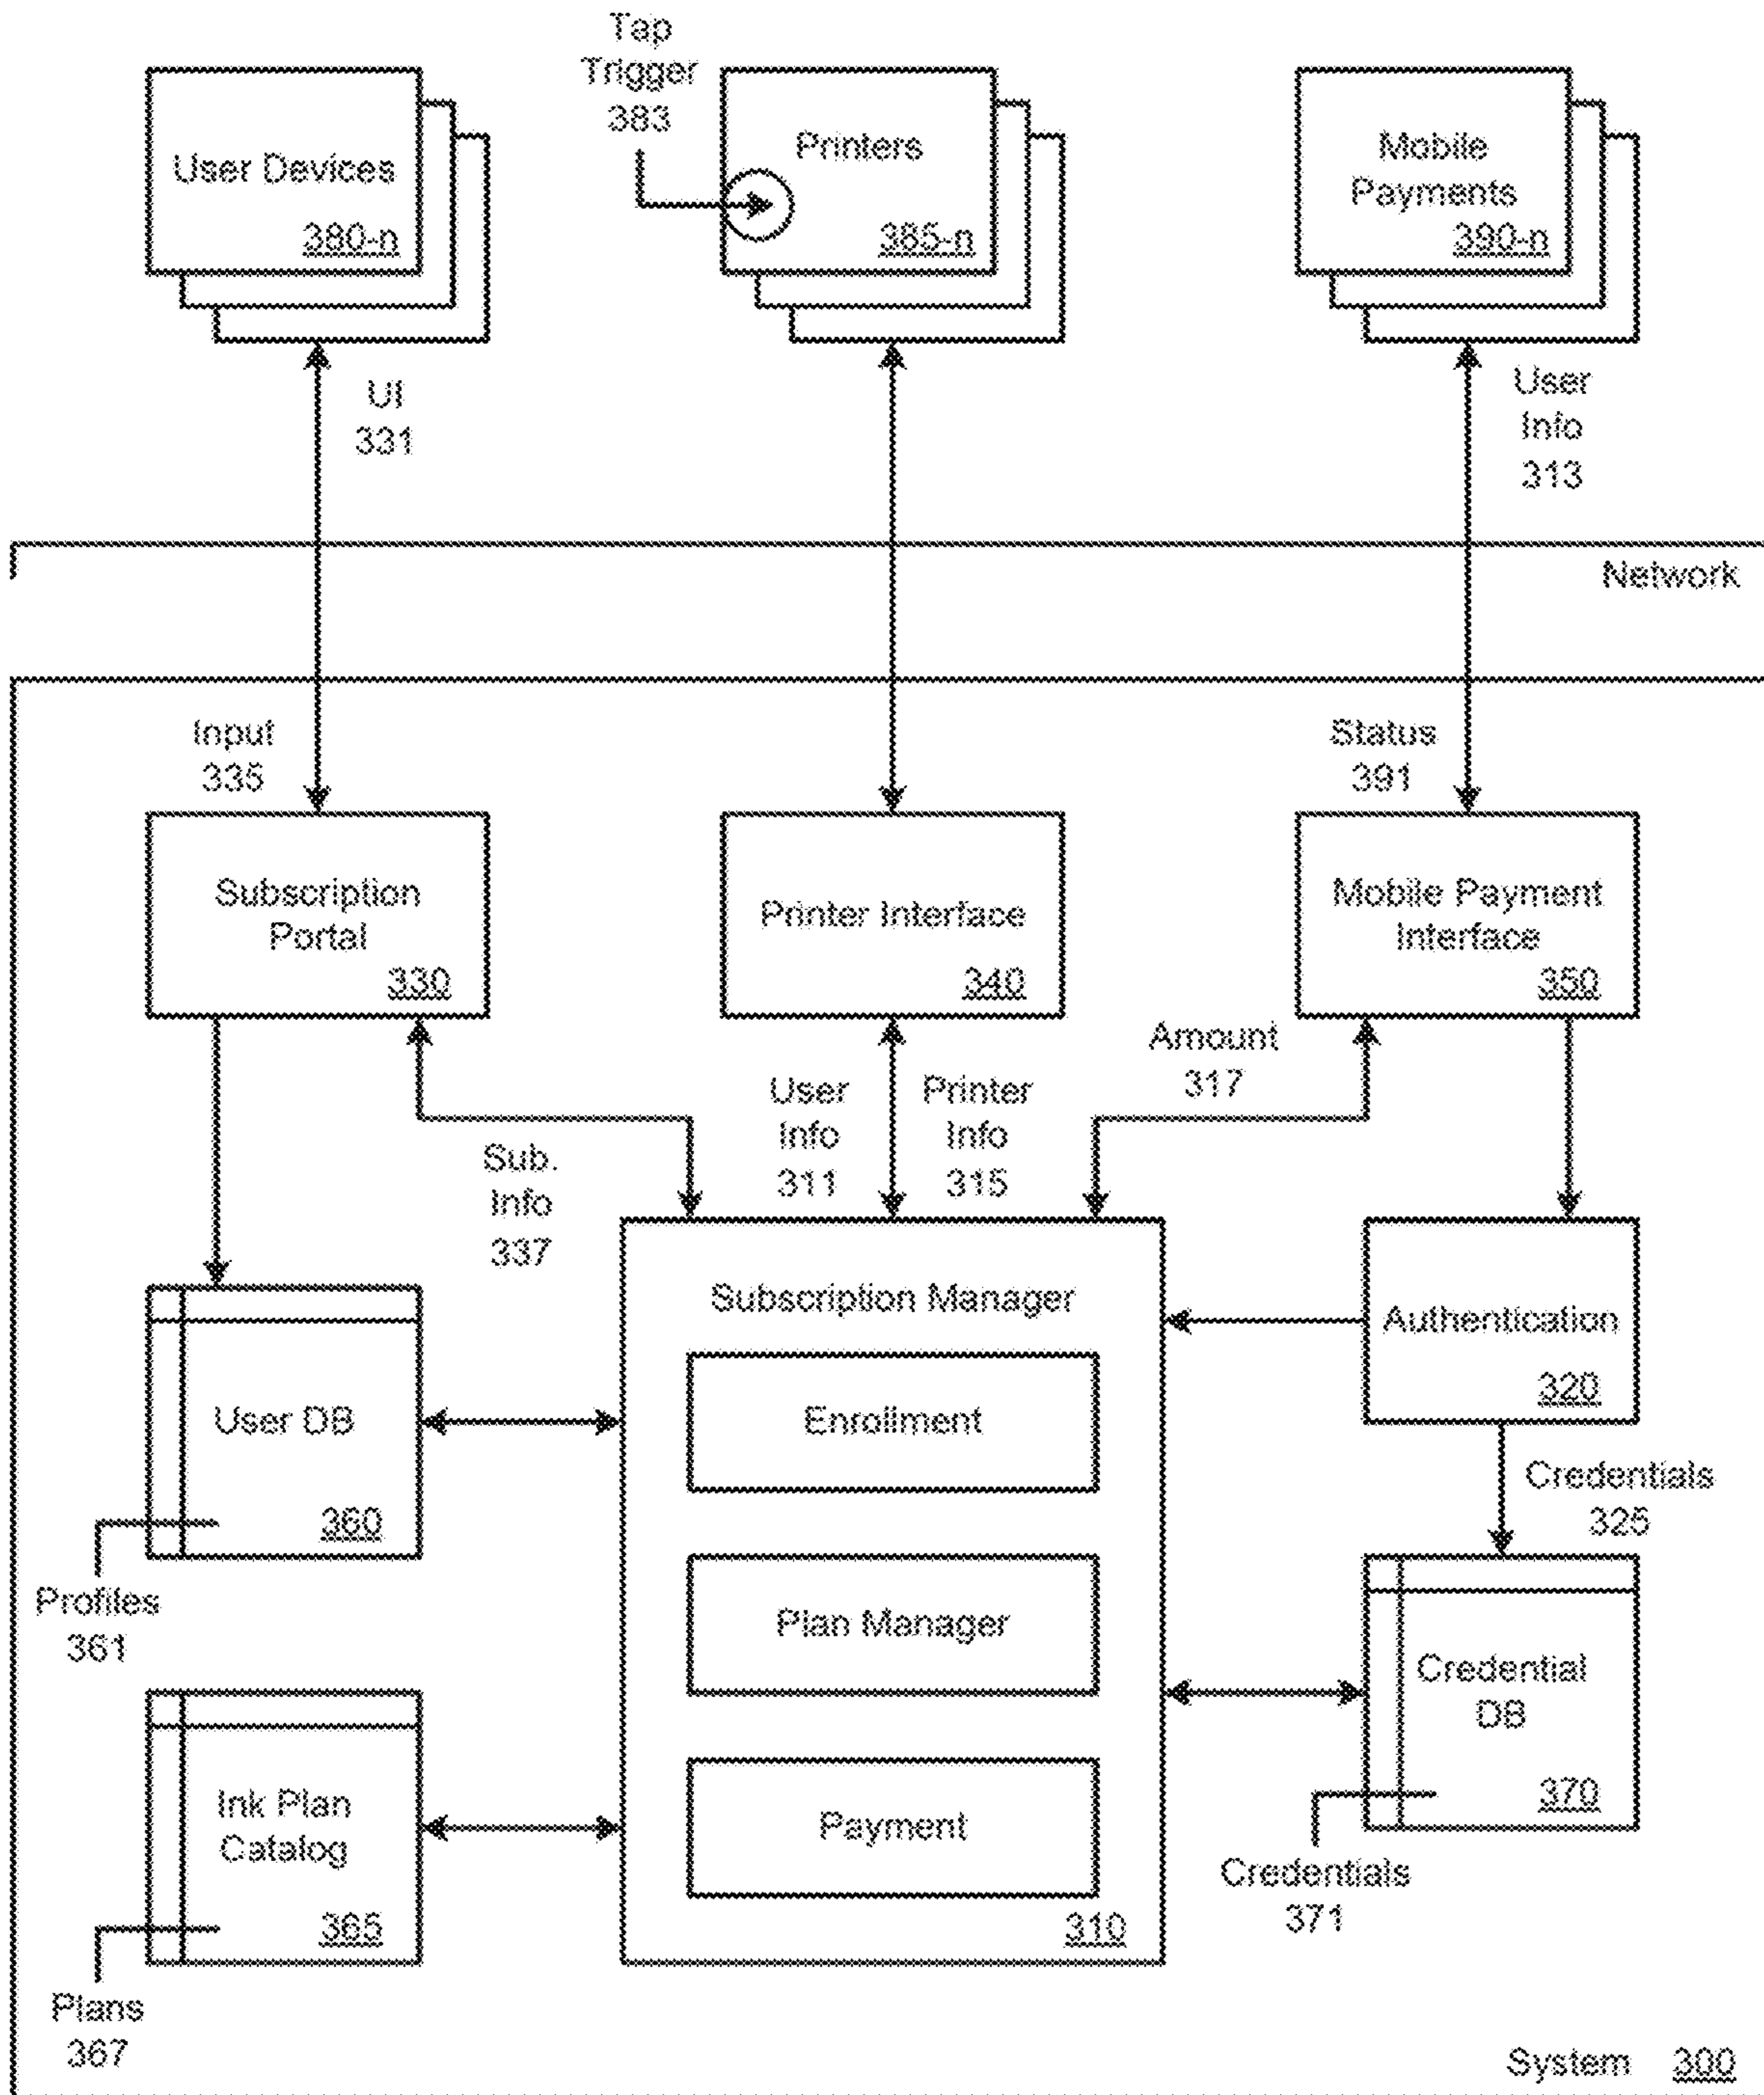 Tap
Trigger
383
User Devices
380-n
Printers
385-n
Mobile
Payments
390-n
UI
331
User
Info
313
Network
Input
335
Status
391
Subscription
Portal
330
Printer Interface
340
Mobile Payment
Interface
350
Amount
317
User
Info
311
Printer
Info
315
Sub.
Info
337
Subscription Manager
Enrollment
Plan Manager
Payment
310
Authentication
320
User DB
360
Credentials
325
Profiles
361
Credential
DB
370
Ink Plan
Catalog
365
Credentials
371
Plans
367
System 300